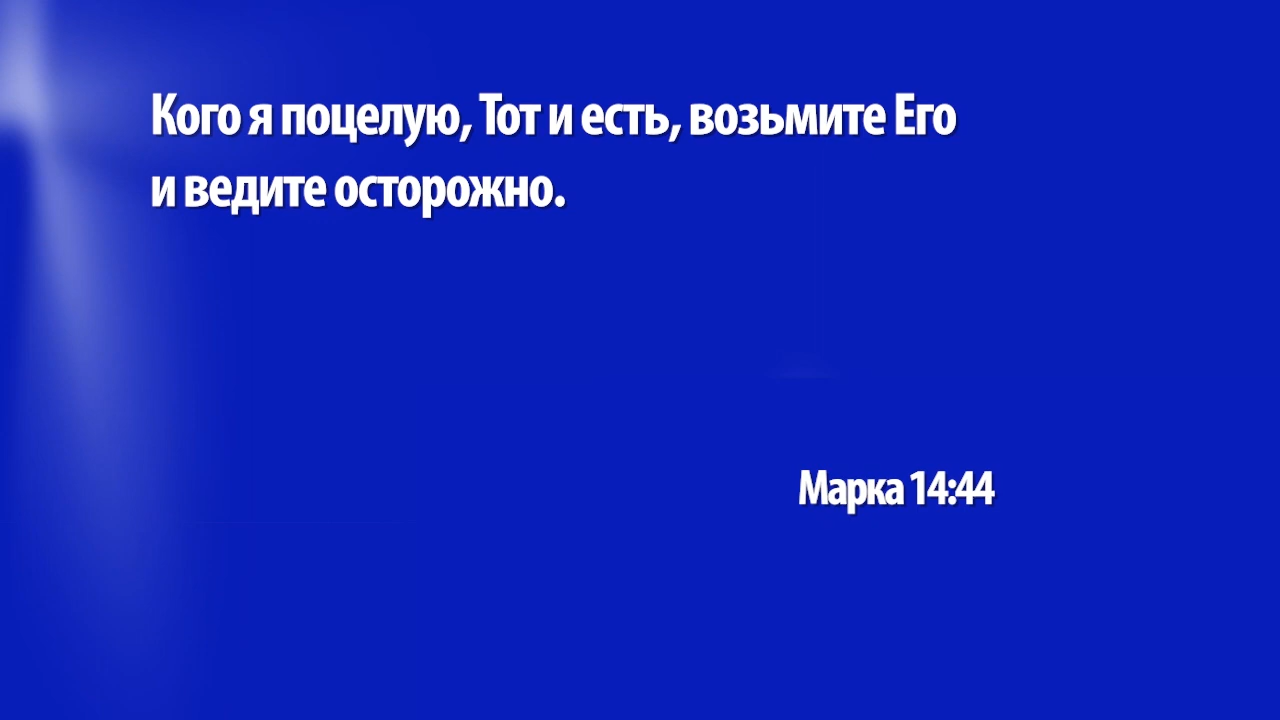 Кого я поцелую, Тот и есть, возьмите Его
и ведите осторожно.
Марка 14:44